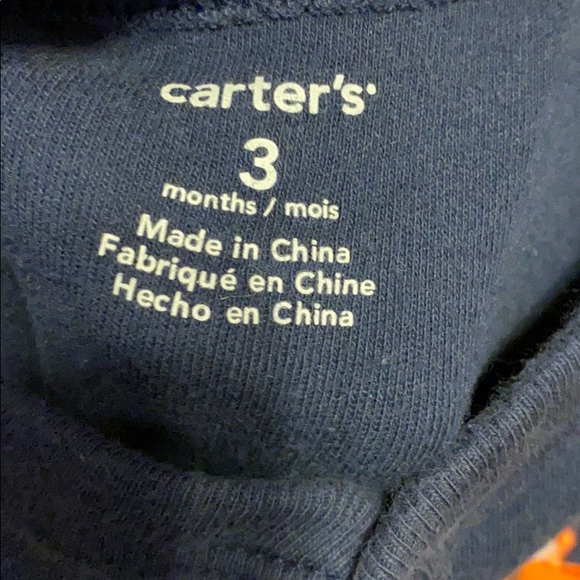 carter's
3
months / mois
Made in China
Fabriqué en Chine
Hecho en China